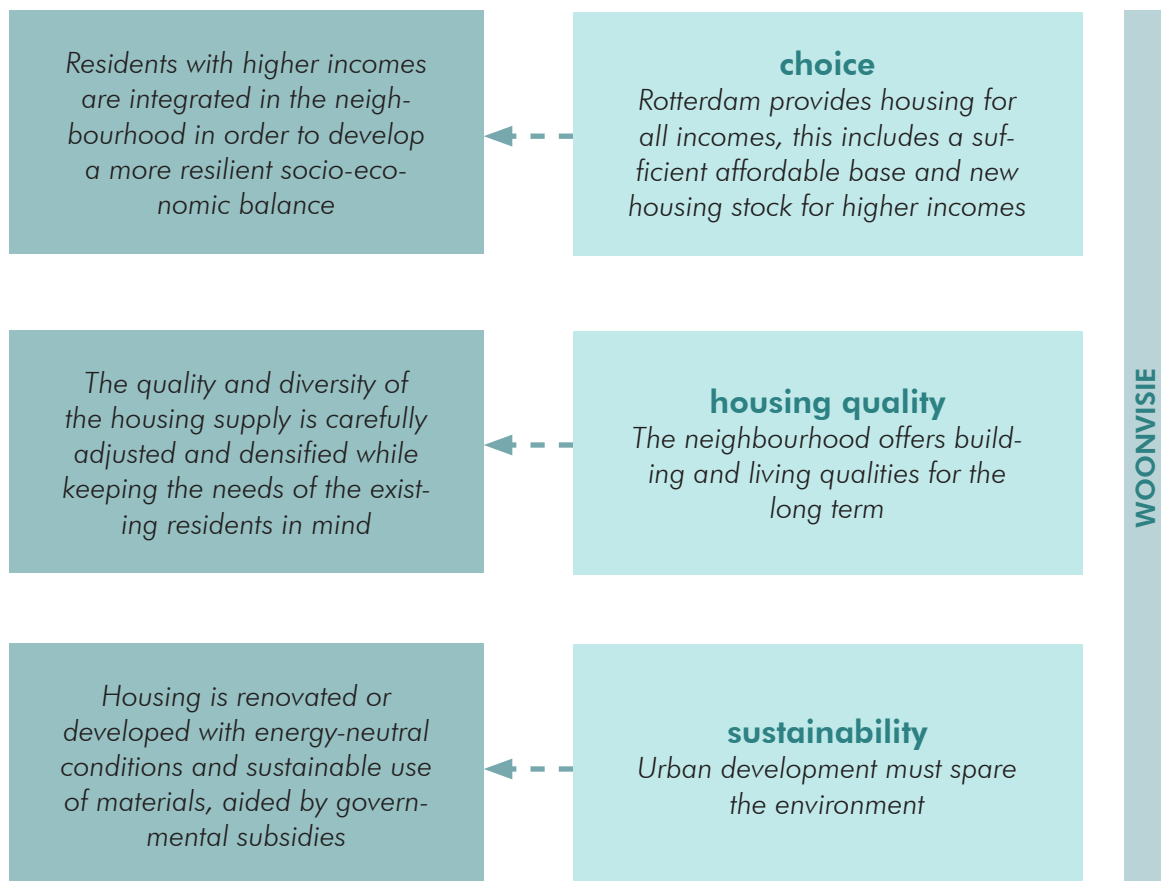 Residents with higher incomes
are integrated in the neigh-
bourhood in order to develop
a more resilient socio-eco-
nomic balance
choice
Rotterdam provides housing for
all incomes, this includes a suf-
ficient affordable base and new
housing stock for higher incomes
The quality and diversity of
the housing supply is carefully
adjusted and densified while
keeping the needs of the exist-
ing residents in mind
housing quality
The neighbourhood offers build-
ing and living qualities for the
long term
Housing is renovated or
developed with energy-neutral
conditions and sustainable use
of materials, aided by govern-
mental subsidies
sustainability
Urban development must spare
the environment
WOONVISIE